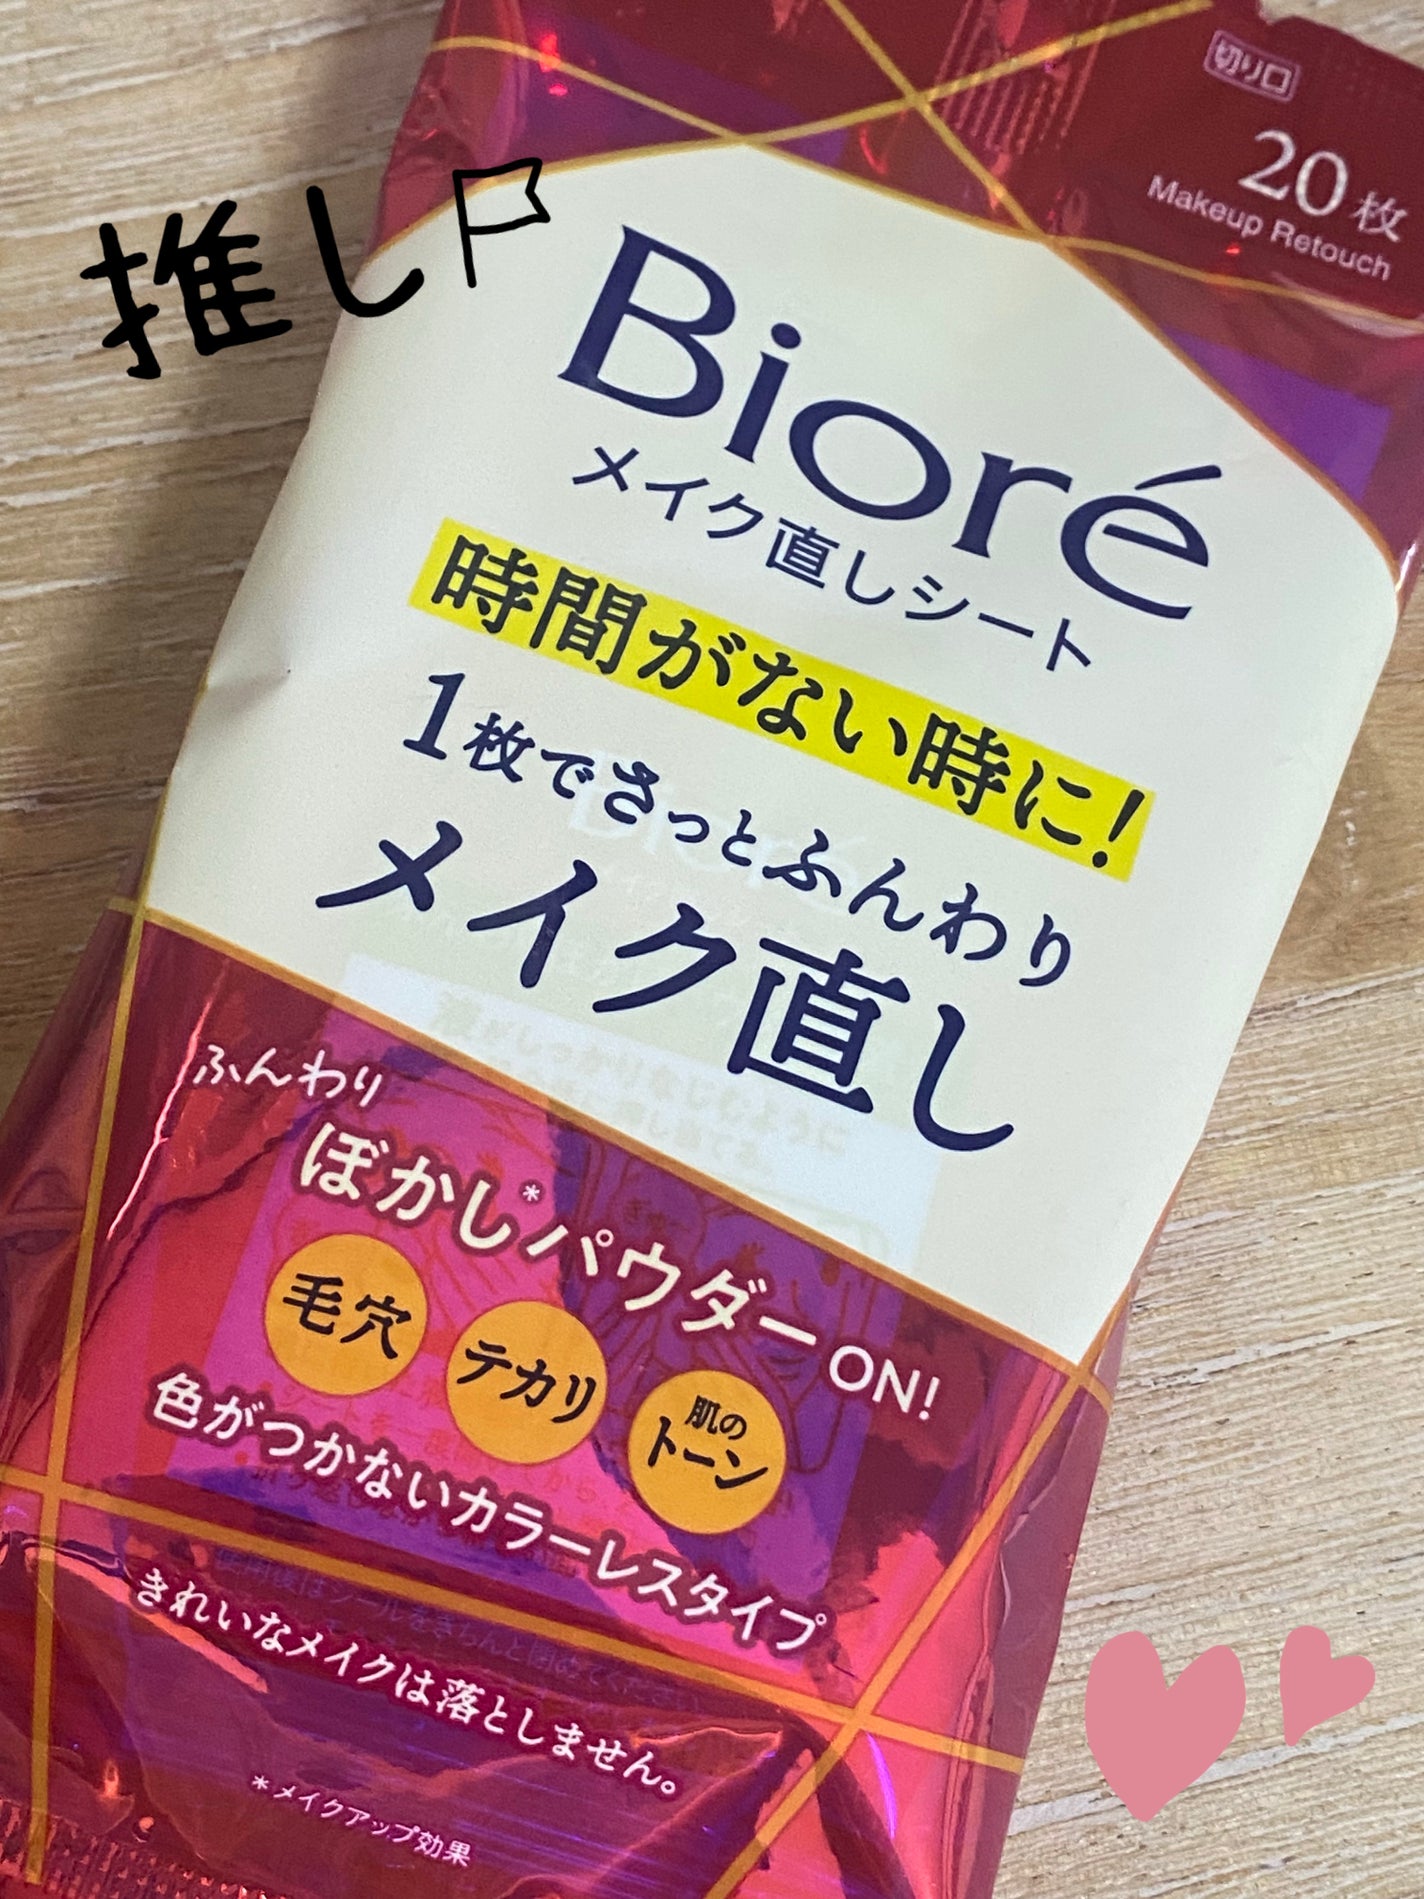 切り口
20枚
Makeup Retouch
推し
Bioré
メイク直しシート
時間がない時に!
1枚でさっとふんわり
メイク直し
ふんわり
ぼかし*パウダーON!
毛穴
テカリ
肌の
トーン
色がつかないカラーレスタイプ
きれいなメイクは落としません。
*メイクアップ効果